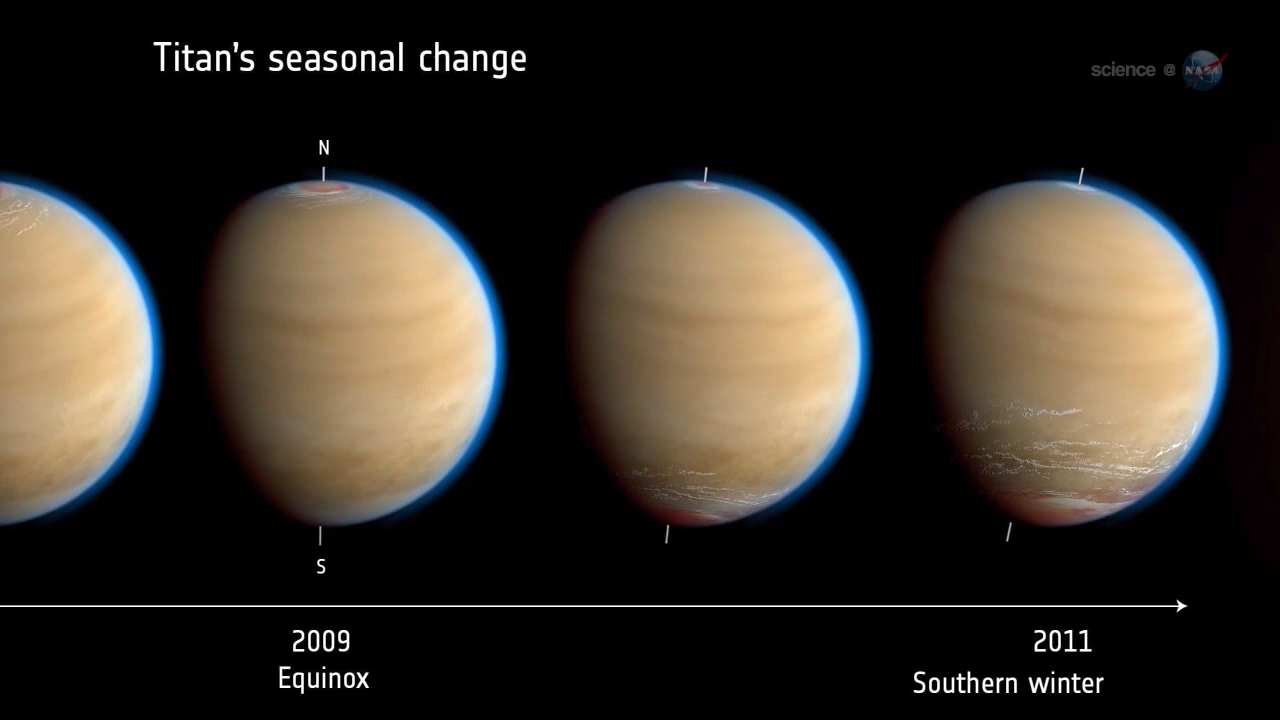 Titan's seasonal change
science @ NASA
N
S
2009
Equinox
2011
Southern winter